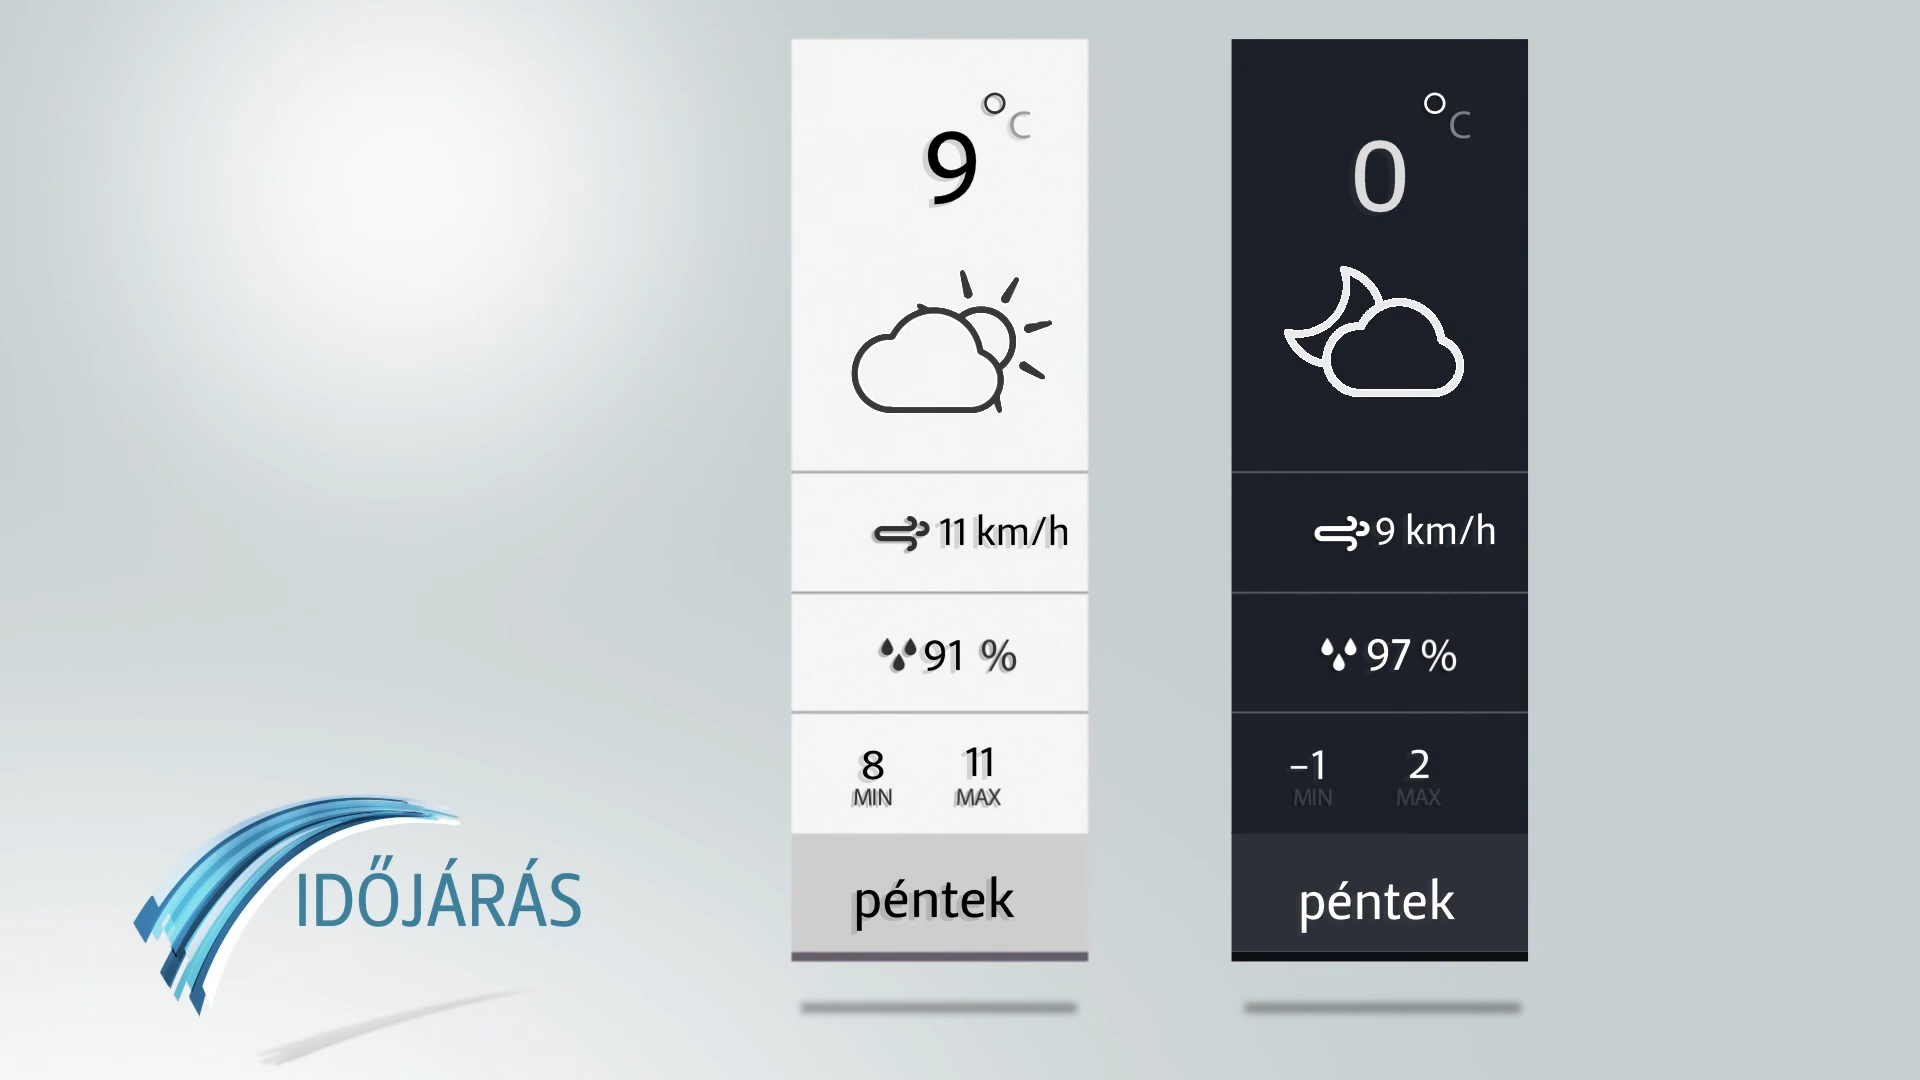 9 °C
11 km/h
91 %
8 11
MIN MAX
péntek
0 °C
9 km/h
97 %
–1 2
MIN MAX
péntek
IDŐJÁRÁS